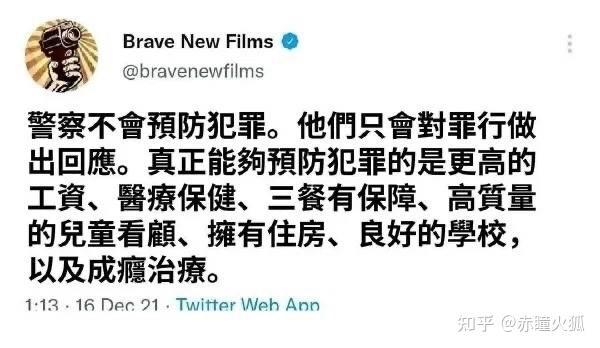 Brave New Films
@bravenewfilms
警察不會預防犯罪。他們只會對罪行做
出回應。真正能夠預防犯罪的是更高的
工資、醫療保健、三餐有保障、高質量
的兒童看顧、擁有住房、良好的學校，
以及成癮治療。
1:13 · 16 Dec 21 · Twitter Web App
知乎 @赤瞳火狐